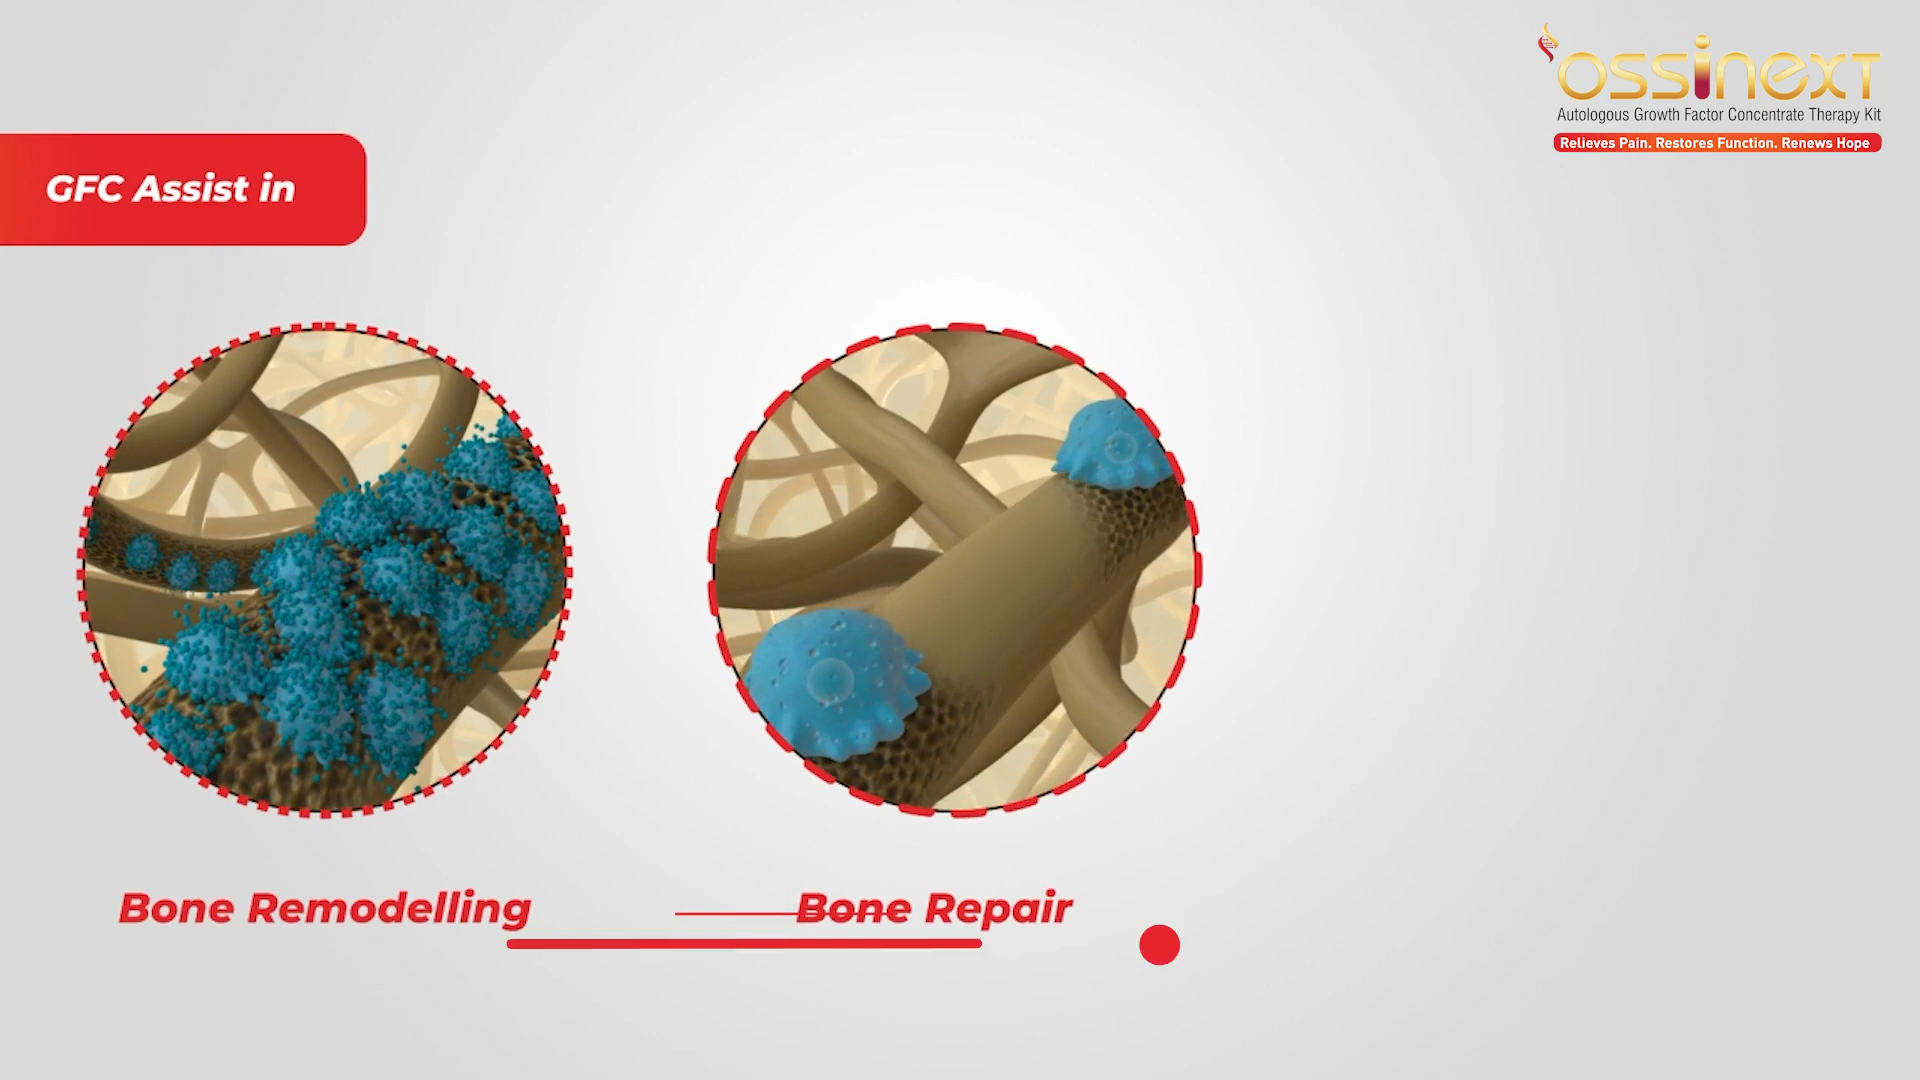 ossinext
Autologous Growth Factor Concentrate Therapy Kit
Relieves Pain. Restores Function. Renews Hope
GFC Assist in
Bone Remodelling
Bone Repair